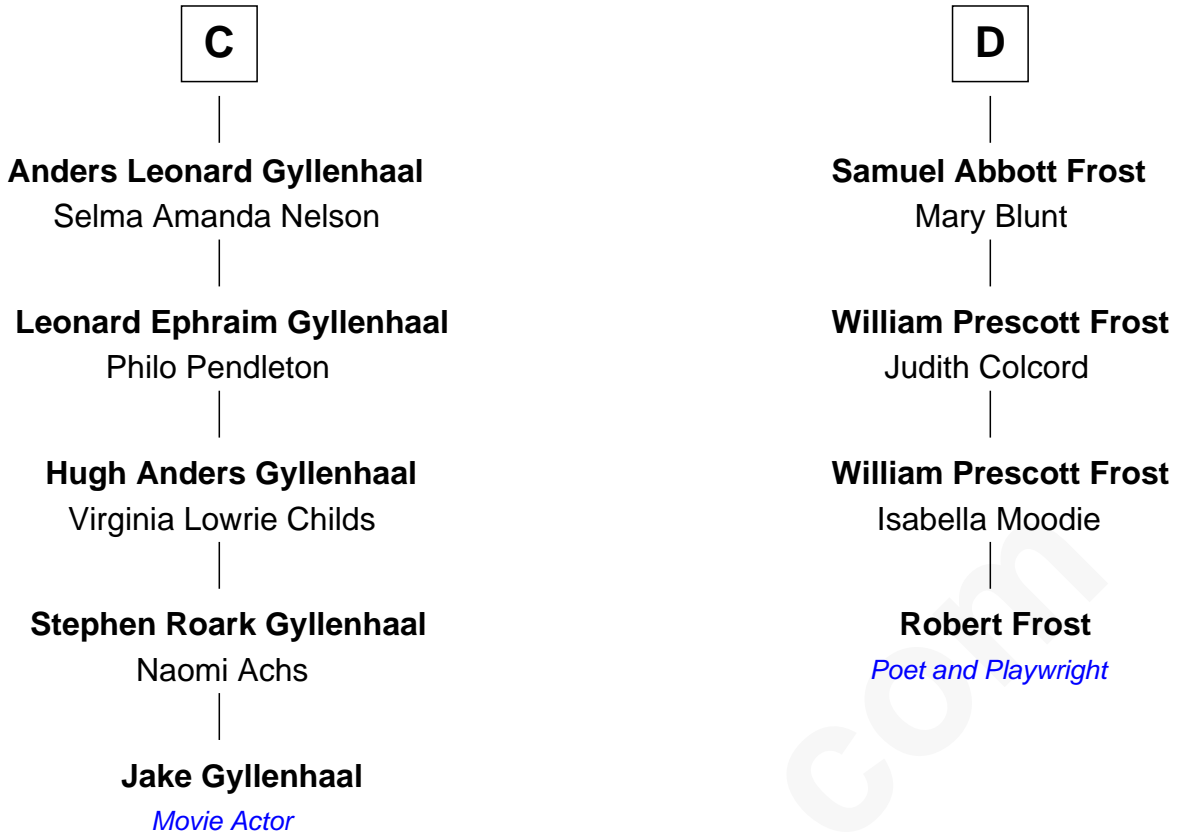 C
Anders Leonard Gyllenhaal
Selma Amanda Nelson
Leonard Ephraim Gyllenhaal
Philo Pendleton
Hugh Anders Gyllenhaal
Virginia Lowrie Childs
Stephen Roark Gyllenhaal
Naomi Achs
Jake Gyllenhaal
Movie Actor
D
Samuel Abbott Frost
Mary Blunt
William Prescott Frost
Judith Colcord
William Prescott Frost
Isabella Moodie
Robert Frost
Poet and Playwright
com